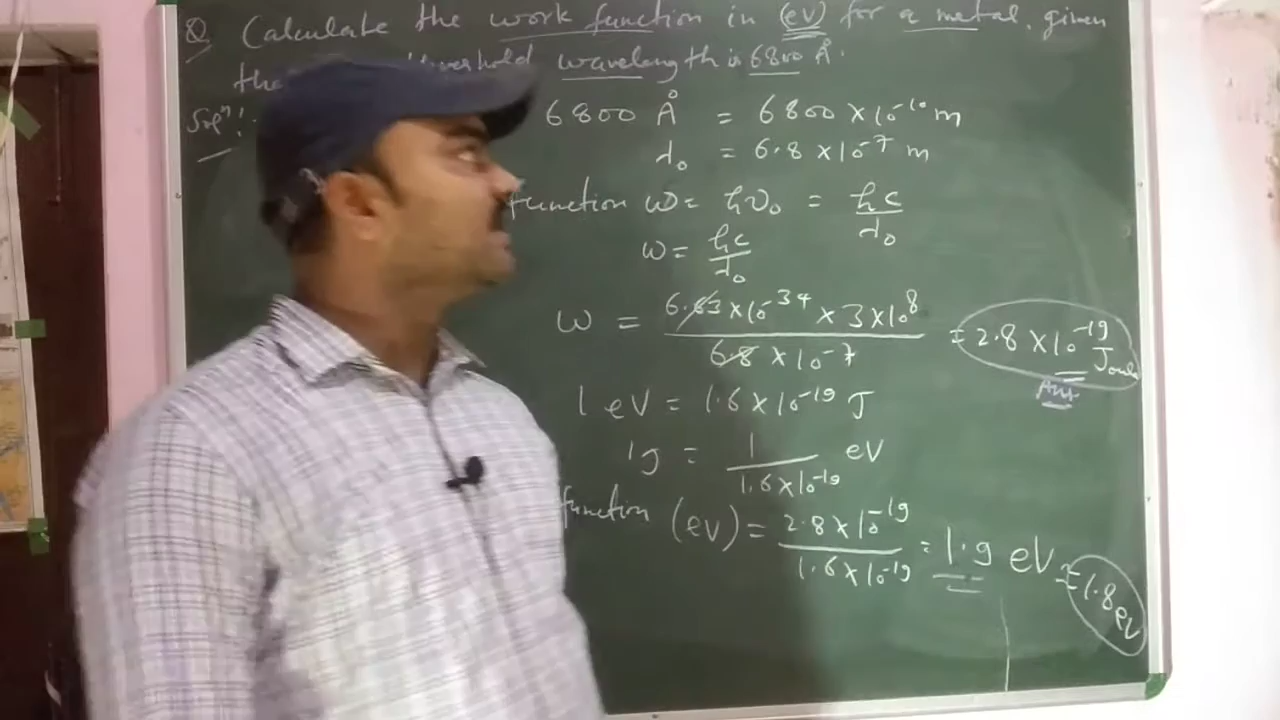 Q Calculate the work function in (eV) for a metal, given
the threshold wavelength is 6800 Å.
Solⁿ:
6800 Å = 6800 × 10⁻¹⁰ m
λ₀ = 6.8 × 10⁻⁷ m
function ω = hν₀ = hc/λ₀
ω = hc/λ₀
ω = 6.63 × 10⁻³⁴ × 3 × 10⁸ / 6.8 × 10⁻⁷ = 2.8 × 10⁻¹⁹ Joule
Ans
1 eV = 1.6 × 10⁻¹⁹ J
1J = 1 / 1.6 × 10⁻¹⁹ eV
function (eV) = 2.8 × 10⁻¹⁹ / 1.6 × 10⁻¹⁹ = 1.9 eV = 1.8 eV